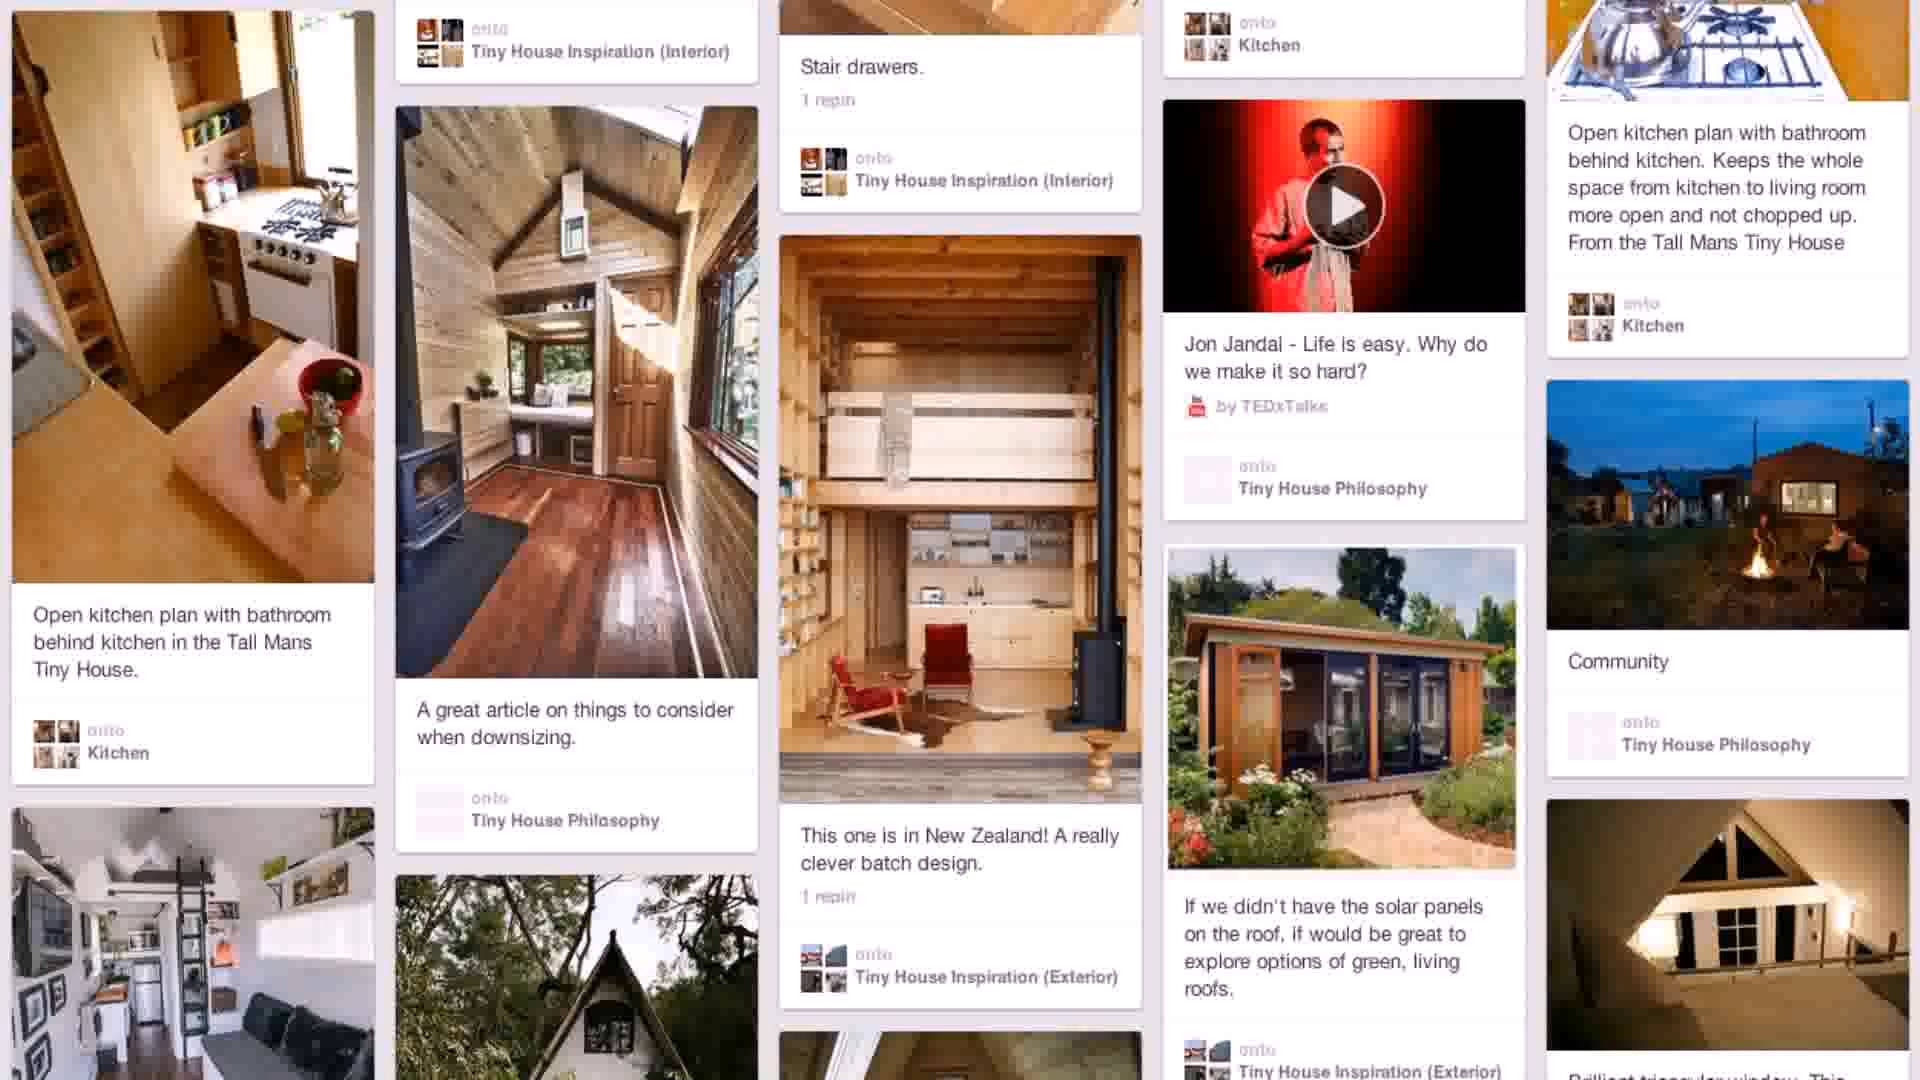 Open kitchen plan with bathroom
behind kitchen in the Tall Mans
Tiny House.
onto
Kitchen
onto
Tiny House Inspiration (Interior)
A great article on things to consider
when downsizing.
onto
Tiny House Philosophy
Stair drawers.
1 repin
onto
Tiny House Inspiration (Interior)
This one is in New Zealand! A really
clever batch design.
1 repin
onto
Tiny House Inspiration (Exterior)
onto
Kitchen
Jon Jandal - Life is easy. Why do
we make it so hard?
by TEDxTalks
onto
Tiny House Philosophy
If we didn't have the solar panels
on the roof, if would be great to
explore options of green, living
roofs.
onto
Tiny House Inspiration (Exterior)
Open kitchen plan with bathroom
behind kitchen. Keeps the whole
space from kitchen to living room
more open and not chopped up.
From the Tall Mans Tiny House
onto
Kitchen
Community
onto
Tiny House Philosophy
Brilliant triangular window. This